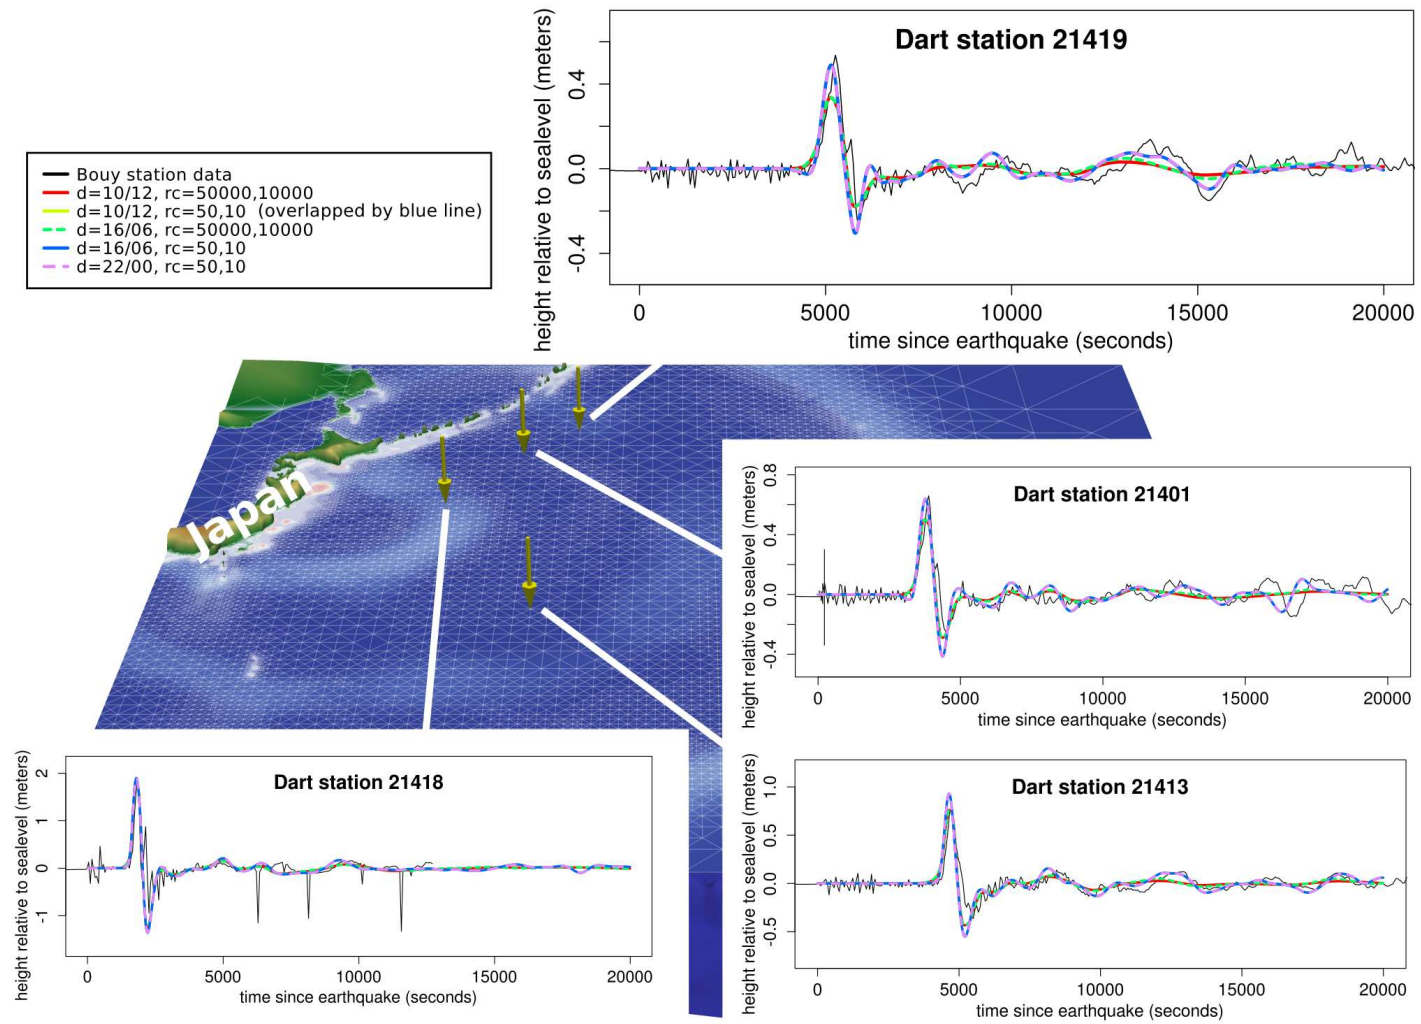 Dart station 21419
height relative to sealevel (meters)
0.4
0.0
-0.4
0
5000
10000
15000
20000
time since earthquake (seconds)
Bouy station data
d=10/12, rc=50000,10000
d=10/12, rc=50,10 (overlapped by blue line)
d=16/06, rc=50000,10000
d=16/06, rc=50,10
d=22/00, rc=50,10
Japan
Dart station 21401
height relative to sealevel (meters)
0.8
0.4
0.0
-0.4
0
5000
10000
15000
20000
time since earthquake (seconds)
Dart station 21418
height relative to sealevel (meters)
2
1
0
-1
0
5000
10000
15000
20000
time since earthquake (seconds)
Dart station 21413
height relative to sealevel (meters)
1.0
0.5
0.0
-0.5
0
5000
10000
15000
20000
time since earthquake (seconds)